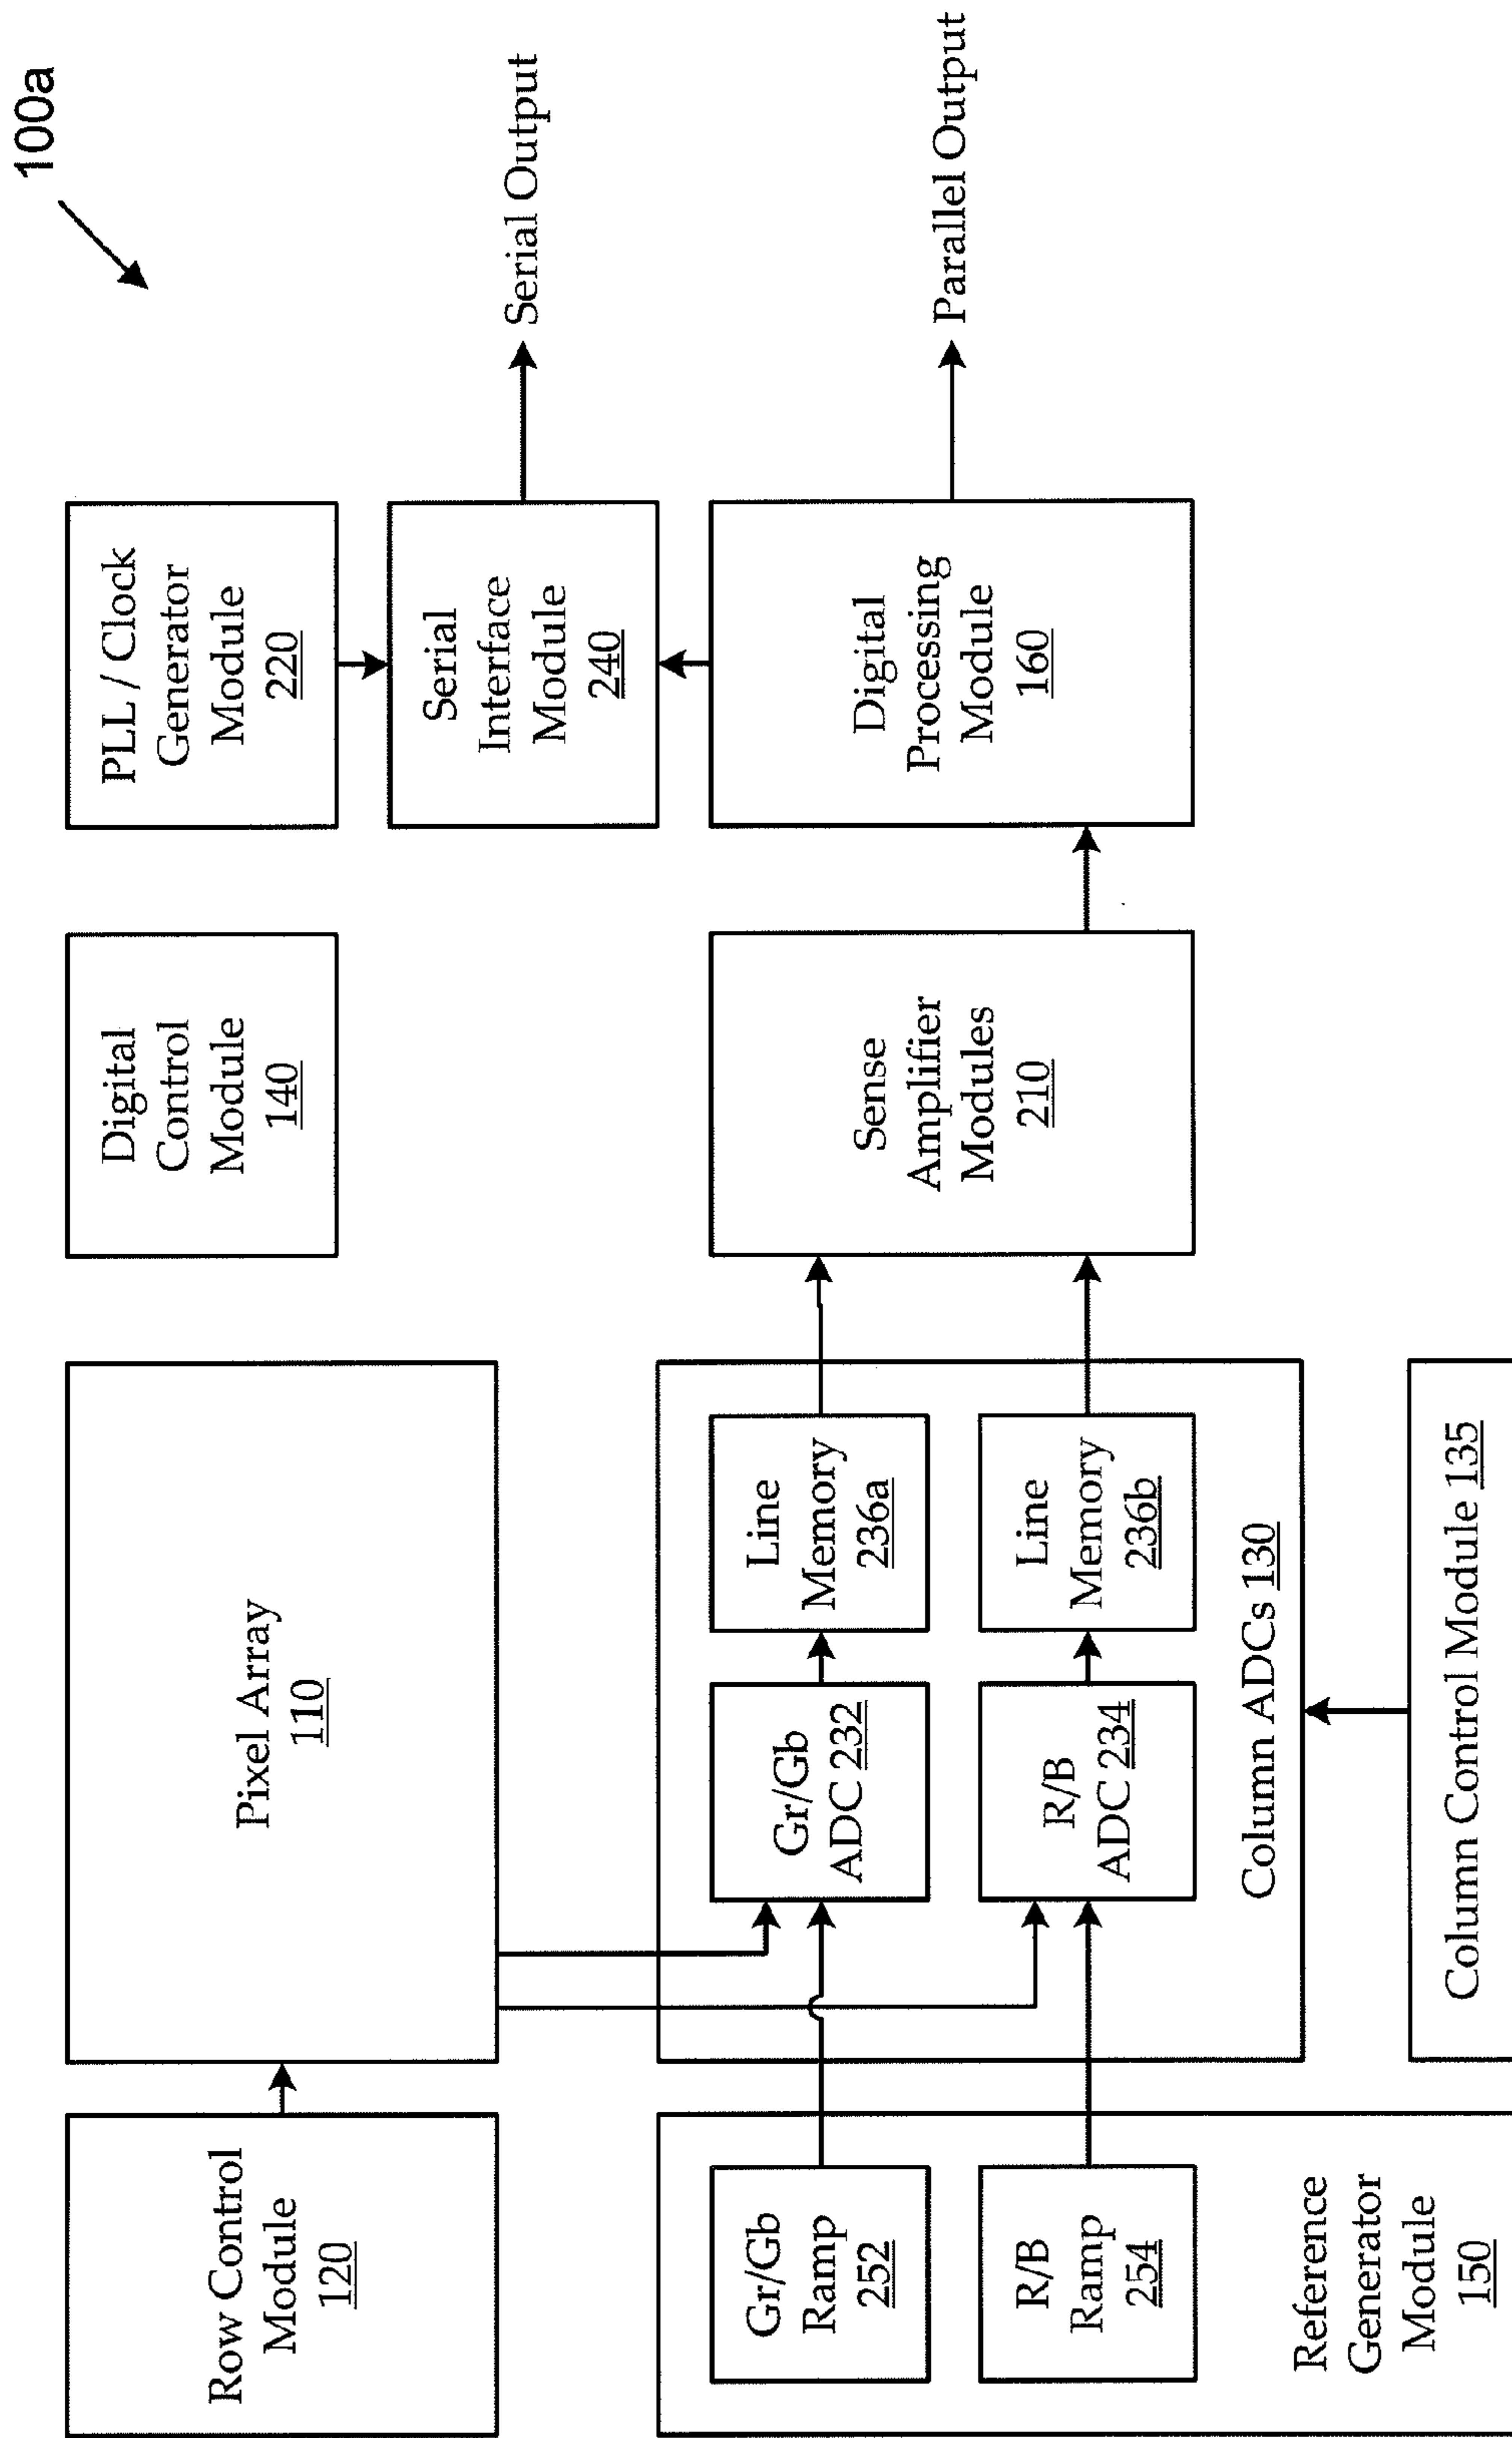 100a
Row Control
Module
120
Pixel Array
110
Digital
Control
Module
140
PLL / Clock
Generator
Module
220
Serial
Interface
Module
240
Serial Output
Gr/Gb
Ramp
252
R/B
Ramp
254
Reference
Generator
Module
150
Gr/Gb
ADC 232
Line
Memory
236a
R/B
ADC 234
Line
Memory
236b
Column ADCs 130
Column Control Module 135
Sense
Amplifier
Modules
210
Digital
Processing
Module
160
Parallel Output